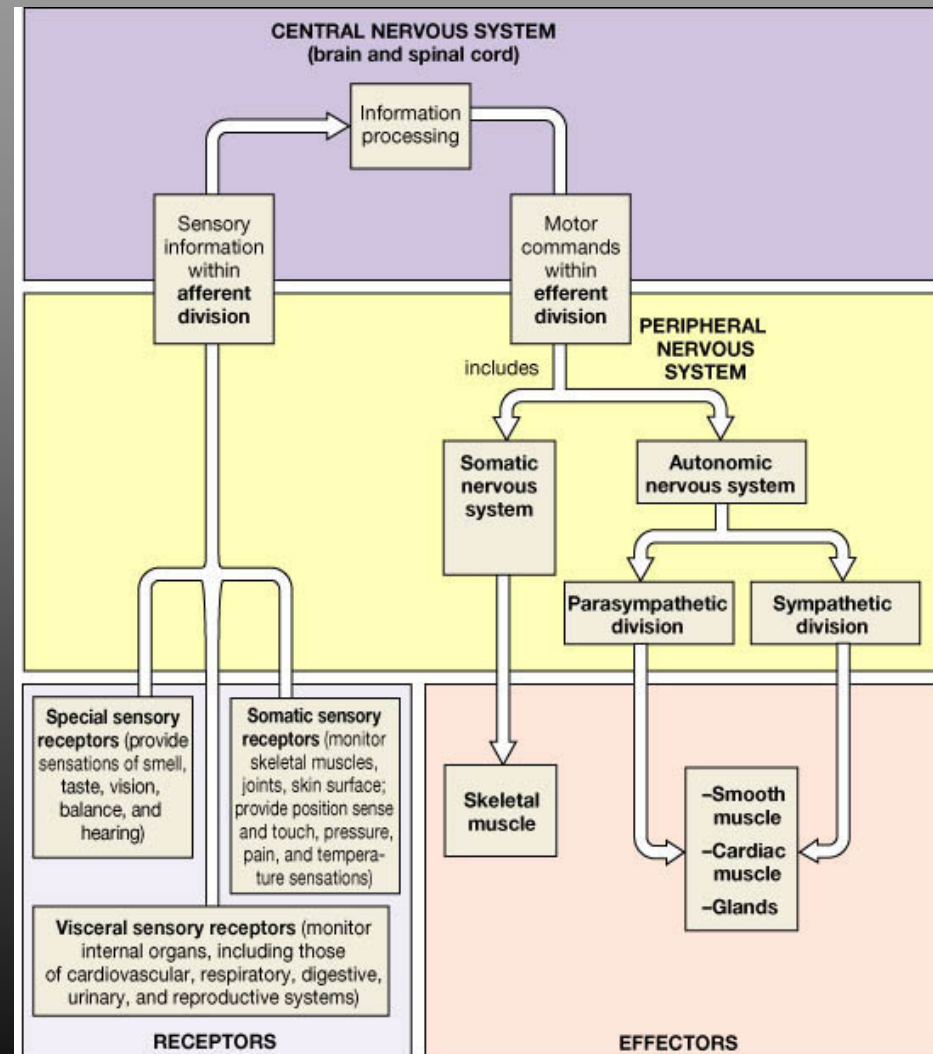 CENTRAL NERVOUS SYSTEM
(brain and spinal cord)
Information
processing
Sensory
information
within
afferent
division
Motor
commands
within
efferent
division
PERIPHERAL
NERVOUS
SYSTEM
includes
Somatic
nervous
system
Autonomic
nervous system
Parasympathetic
division
Sympathetic
division
Special sensory
receptors (provide
sensations of smell,
taste, vision,
balance, and
hearing)
Somatic sensory
receptors (monitor
skeletal muscles,
joints, skin surface;
provide position sense
and touch, pressure,
pain, and tempera-
ture sensations)
Visceral sensory receptors (monitor
internal organs, including those
of cardiovascular, respiratory, digestive,
urinary, and reproductive systems)
RECEPTORS
Skeletal
muscle
–Smooth
muscle
–Cardiac
muscle
–Glands
EFFECTORS